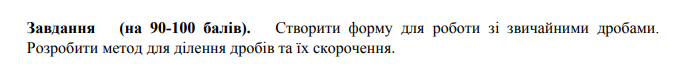 Завдання (на 90-100 балів). Створити форму для роботи зі звичайними дробами.
Розробити метод для ділення дробів та їх скорочення.